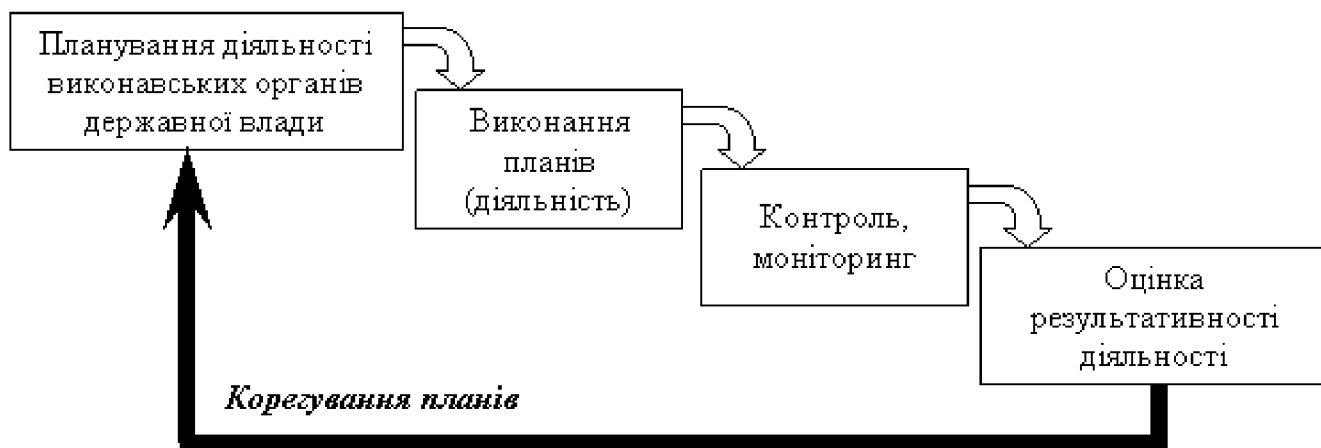 Планування діяльності
виконавських органів
державної влади
Виконання
планів
(діяльність)
Контроль,
моніторинг
Оцінка
результативності
діяльності
Корегування планів